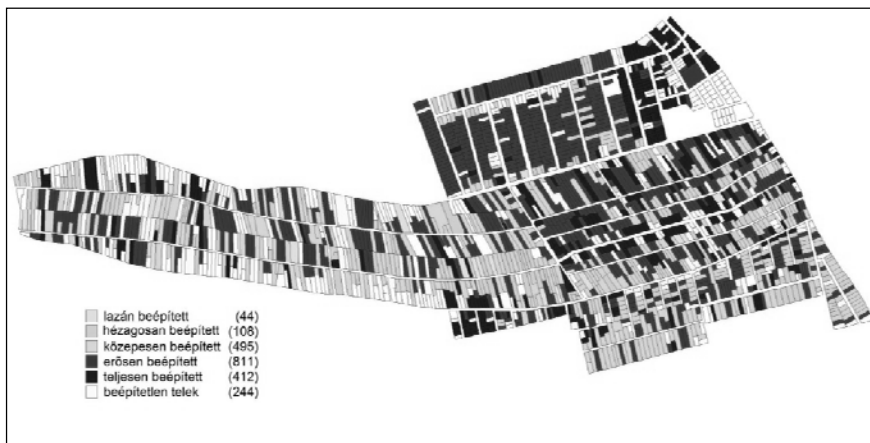 lazán beépített (44)
hézagosan beépített (108)
közepesen beépített (495)
erősen beépített (811)
teljesen beépített (412)
beépítetlen telek (244)